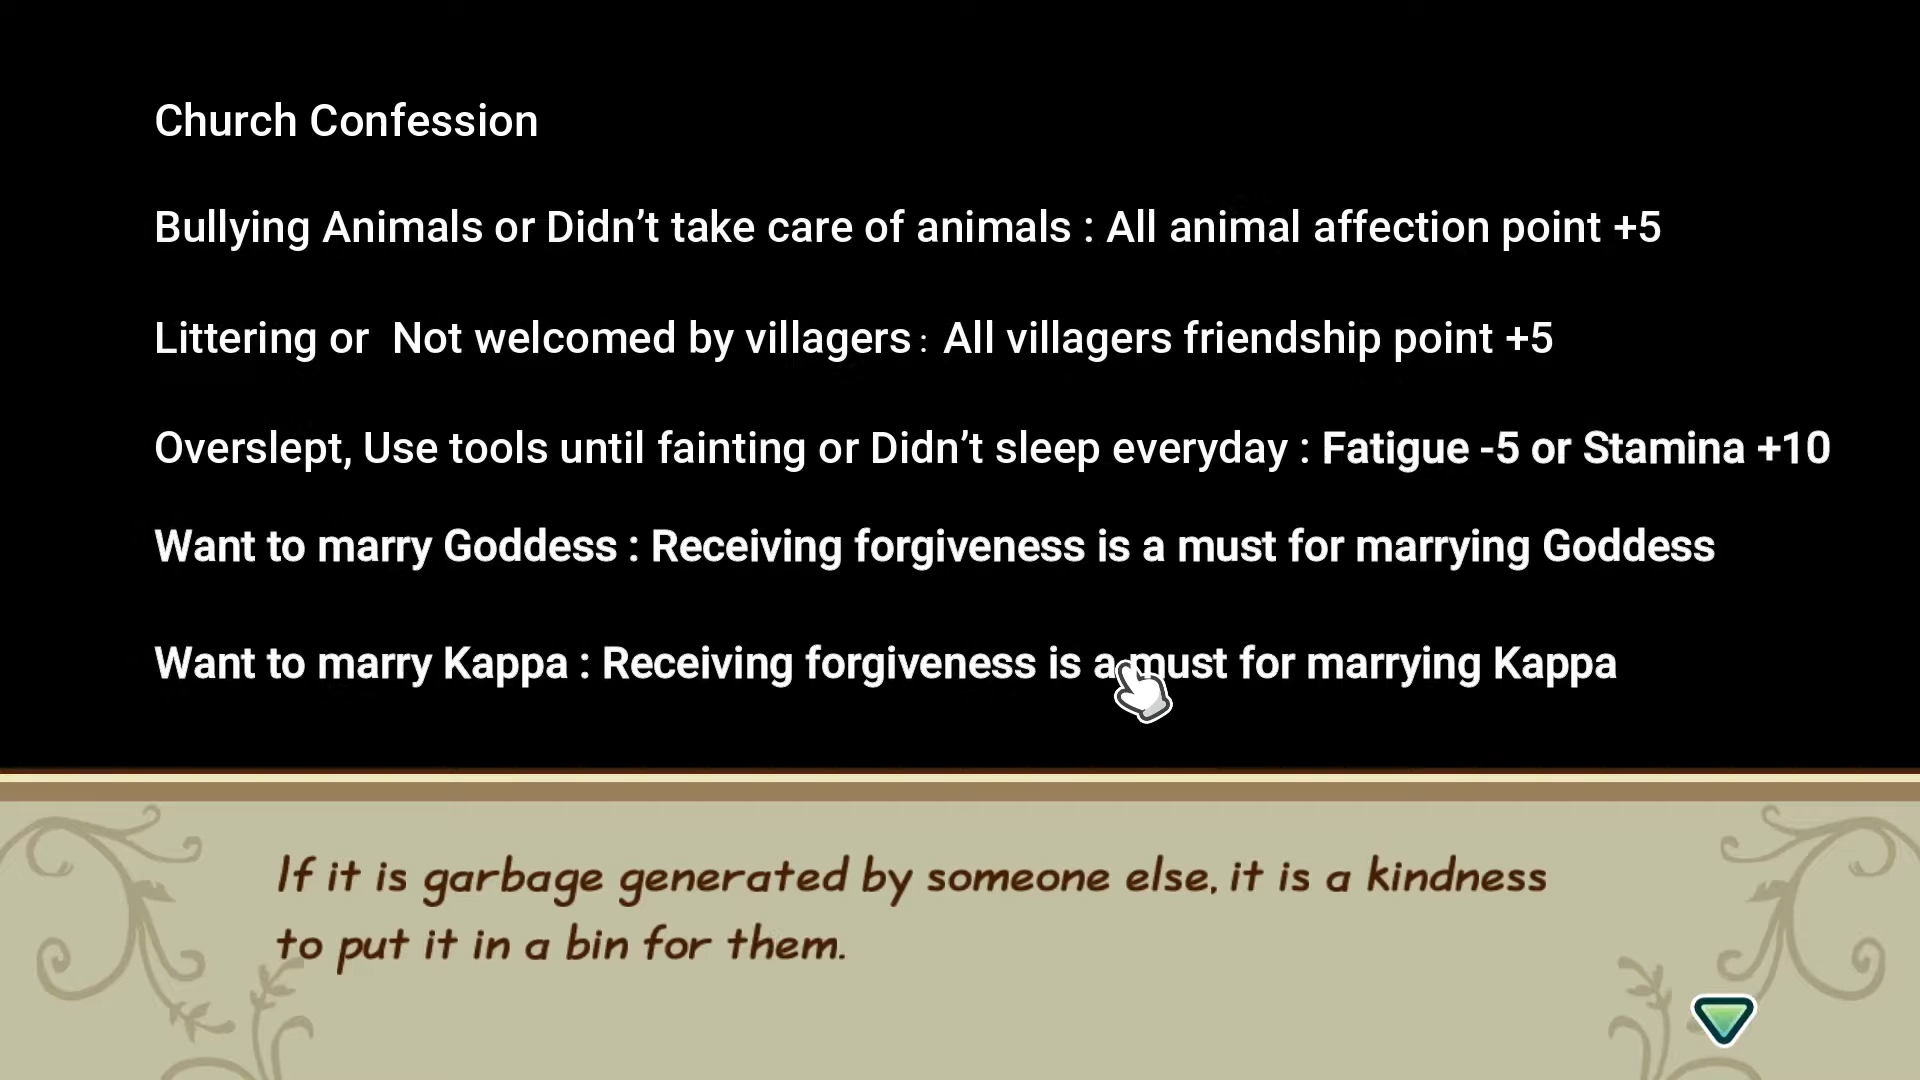 Church Confession
Bullying Animals or Didn’t take care of animals : All animal affection point +5
Littering or  Not welcomed by villagers : All villagers friendship point +5
Overslept, Use tools until fainting or Didn’t sleep everyday : Fatigue -5 or Stamina +10
Want to marry Goddess : Receiving forgiveness is a must for marrying Goddess
Want to marry Kappa : Receiving forgiveness is a must for marrying Kappa
If it is garbage generated by someone else, it is a kindness
to put it in a bin for them.